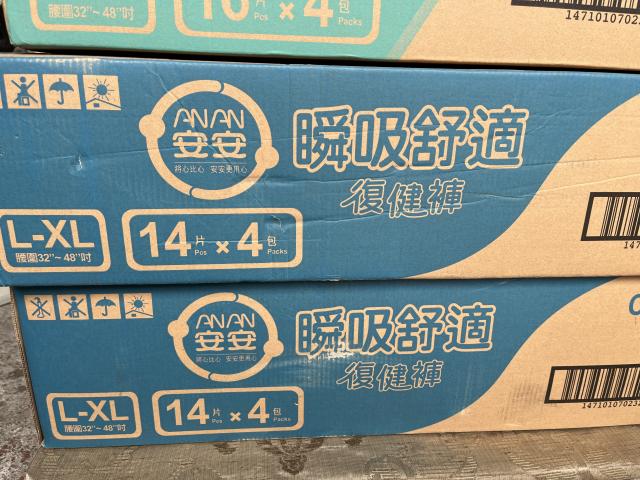 腰圍32"~48"吋
16片 Pcs × 4包 Packs
1471010702
ANAN
安安
將心比心 安安更用心
瞬吸舒適
復健褲
L-XL
腰圍32"~48"吋
14片 Pcs × 4包 Packs
147
ANAN
安安
將心比心 安安更用心
瞬吸舒適
復健褲
L-XL
腰圍32"~48"吋
14片 Pcs × 4包 Packs
14710107023